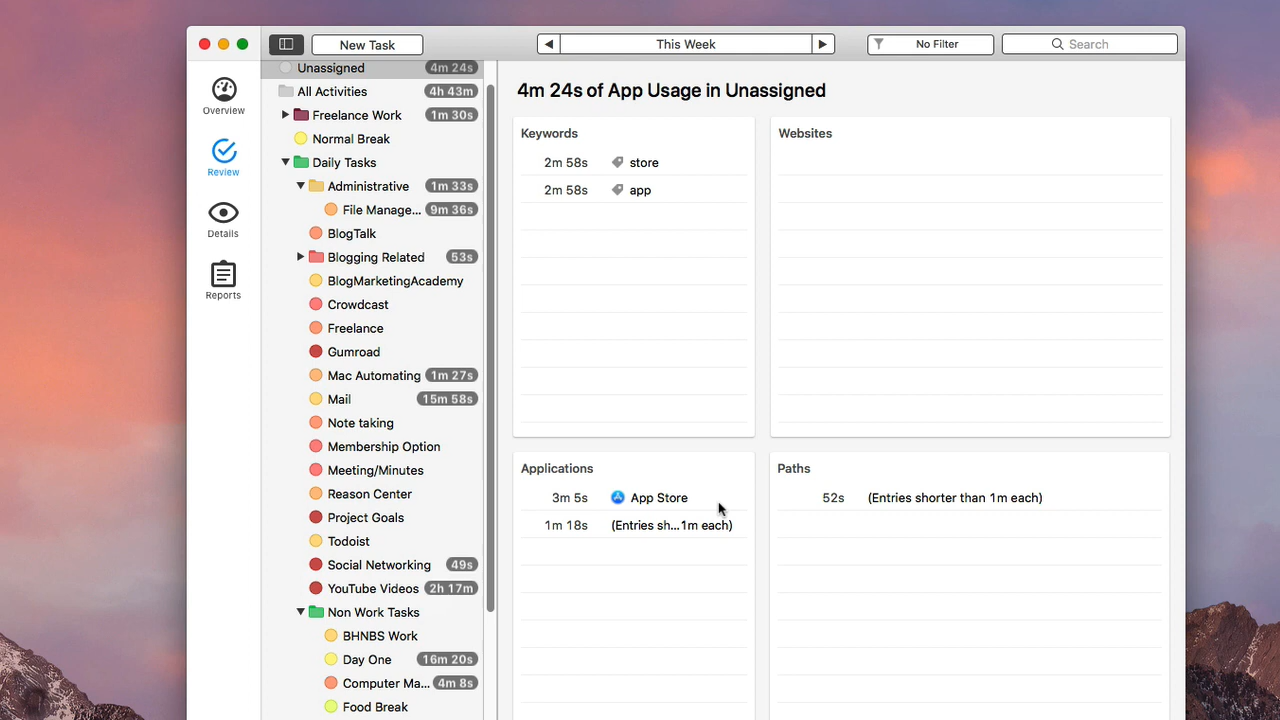 New Task
This Week
No Filter
Search
Overview
Review
Details
Reports
Unassigned 4m 24s
All Activities 4h 43m
Freelance Work 1m 30s
Normal Break
Daily Tasks
Administrative 1m 33s
File Manage... 9m 36s
BlogTalk
Blogging Related 53s
BlogMarketingAcademy
Crowdcast
Freelance
Gumroad
Mac Automating 1m 27s
Mail 15m 58s
Note taking
Membership Option
Meeting/Minutes
Reason Center
Project Goals
Todoist
Social Networking 49s
YouTube Videos 2h 17m
Non Work Tasks
BHNBS Work
Day One 16m 20s
Computer Ma... 4m 8s
Food Break
4m 24s of App Usage in Unassigned
Keywords
2m 58s store
2m 58s app
Websites
Applications
3m 5s App Store
1m 18s (Entries sh...1m each)
Paths
52s (Entries shorter than 1m each)